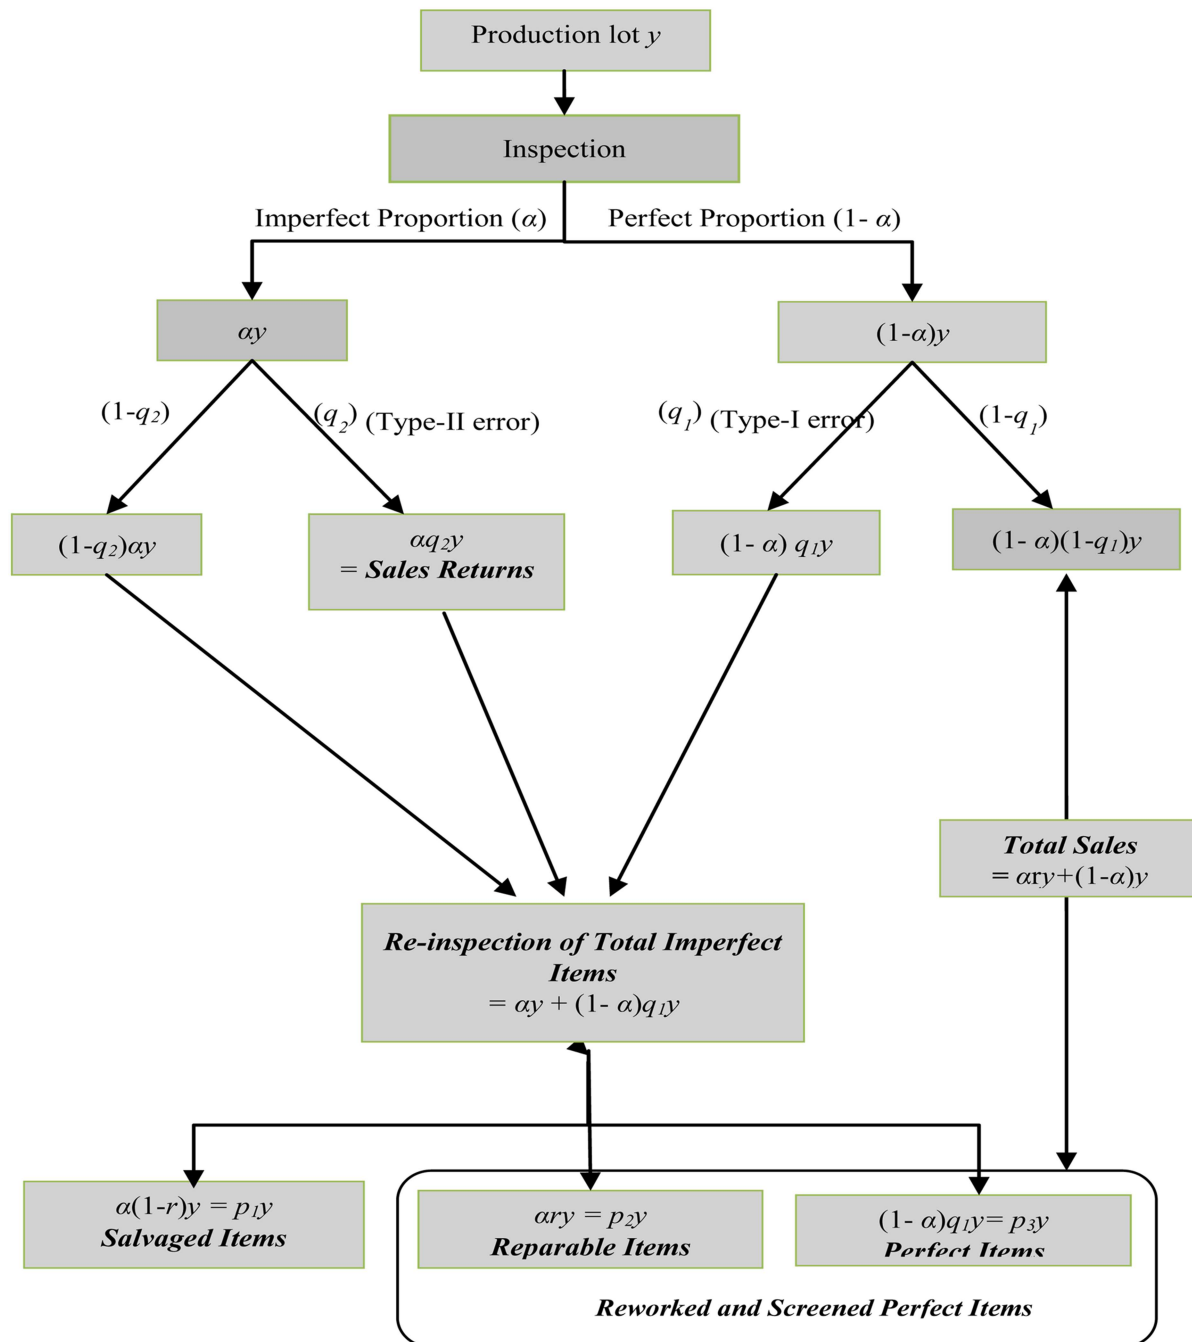 Production lot y
Inspection
Imperfect Proportion (α)
Perfect Proportion (1- α)
αy
(1-α)y
(1-q₂)
(q₂) (Type-II error)
(q₁) (Type-I error)
(1-q₁)
(1-q₂)αy
αq₂y
= Sales Returns
(1- α) q₁y
(1- α)(1-q₁)y
Total Sales
= αry+(1-α)y
Re-inspection of Total Imperfect
Items
= αy + (1- α)q₁y
α(1-r)y = p₁y
Salvaged Items
αry = p₂y
Reparable Items
(1- α)q₁y= p₃y
Perfect Items
Reworked and Screened Perfect Items